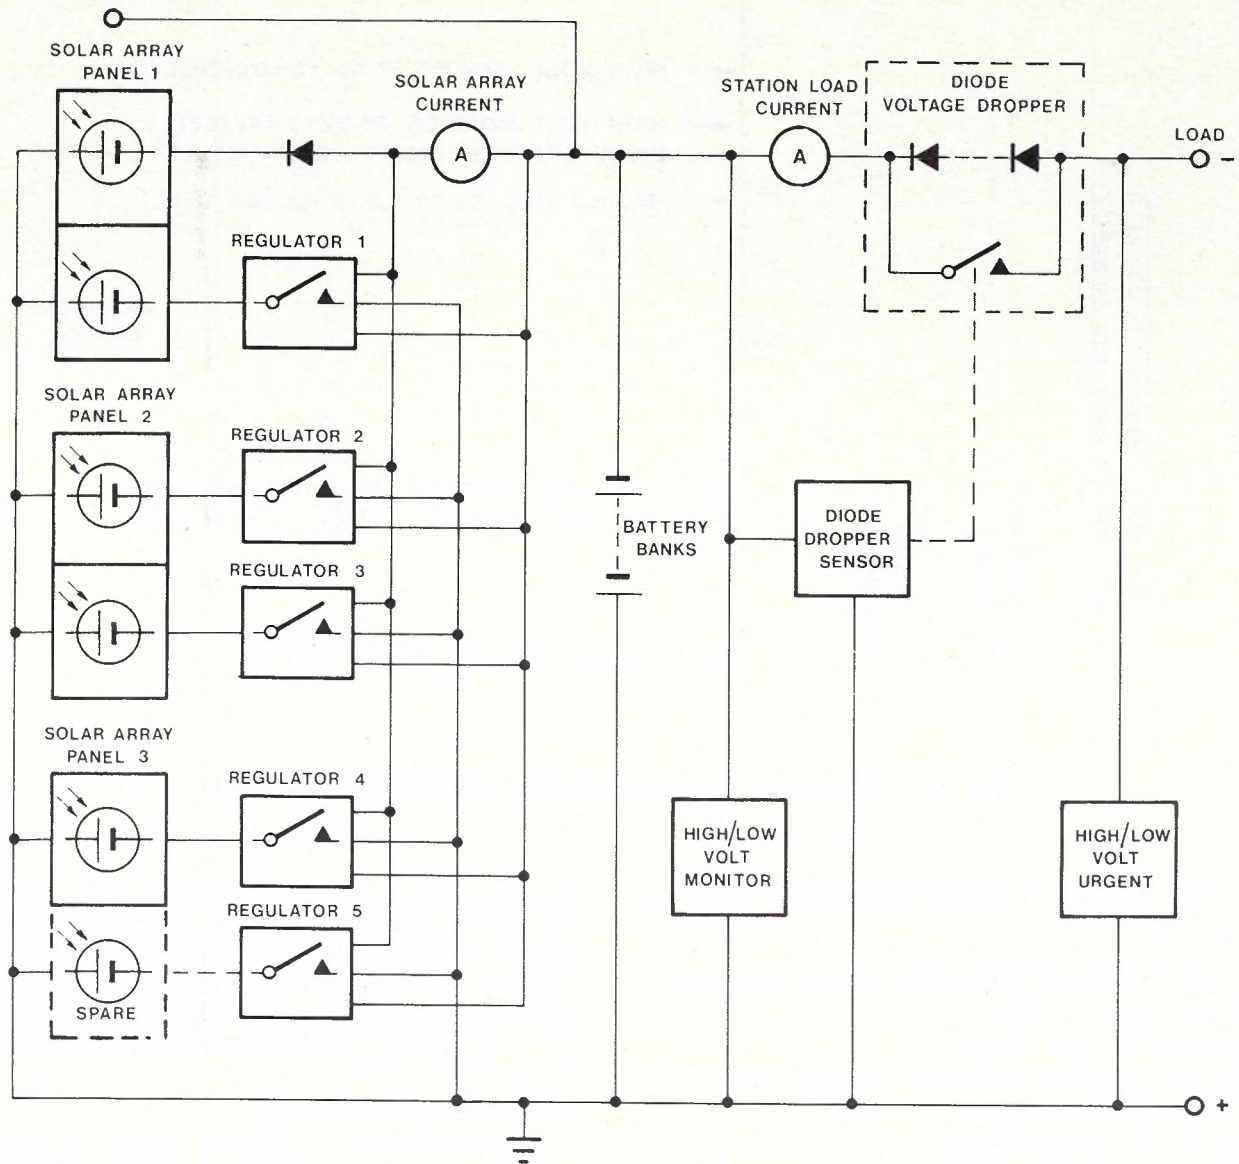 SOLAR ARRAY
PANEL 1
SOLAR ARRAY
CURRENT
A
STATION LOAD
CURRENT
A
DIODE
VOLTAGE DROPPER
LOAD
-
REGULATOR 1
SOLAR ARRAY
PANEL 2
REGULATOR 2
BATTERY
BANKS
DIODE
DROPPER
SENSOR
REGULATOR 3
SOLAR ARRAY
PANEL 3
REGULATOR 4
HIGH/LOW
VOLT
MONITOR
HIGH/LOW
VOLT
URGENT
REGULATOR 5
SPARE
+